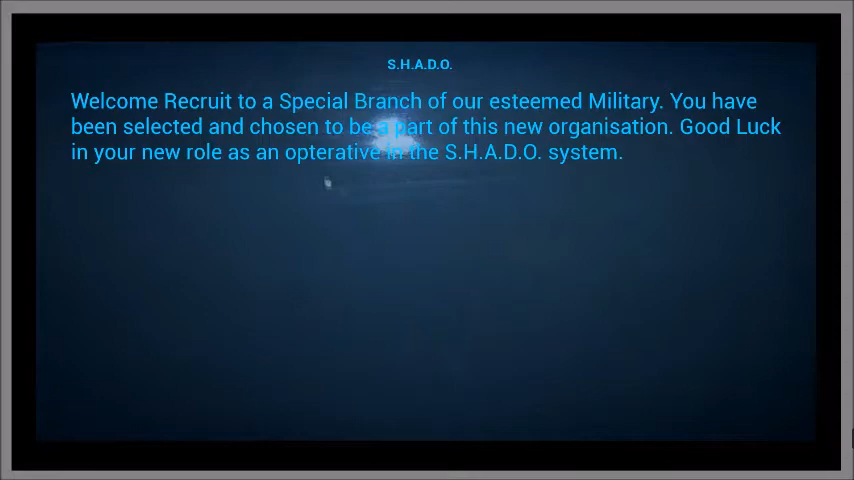 S.H.A.D.O.
Welcome Recruit to a Special Branch of our esteemed Military. You have
been selected and chosen to be a part of this new organisation. Good Luck
in your new role as an opterative in the S.H.A.D.O. system.